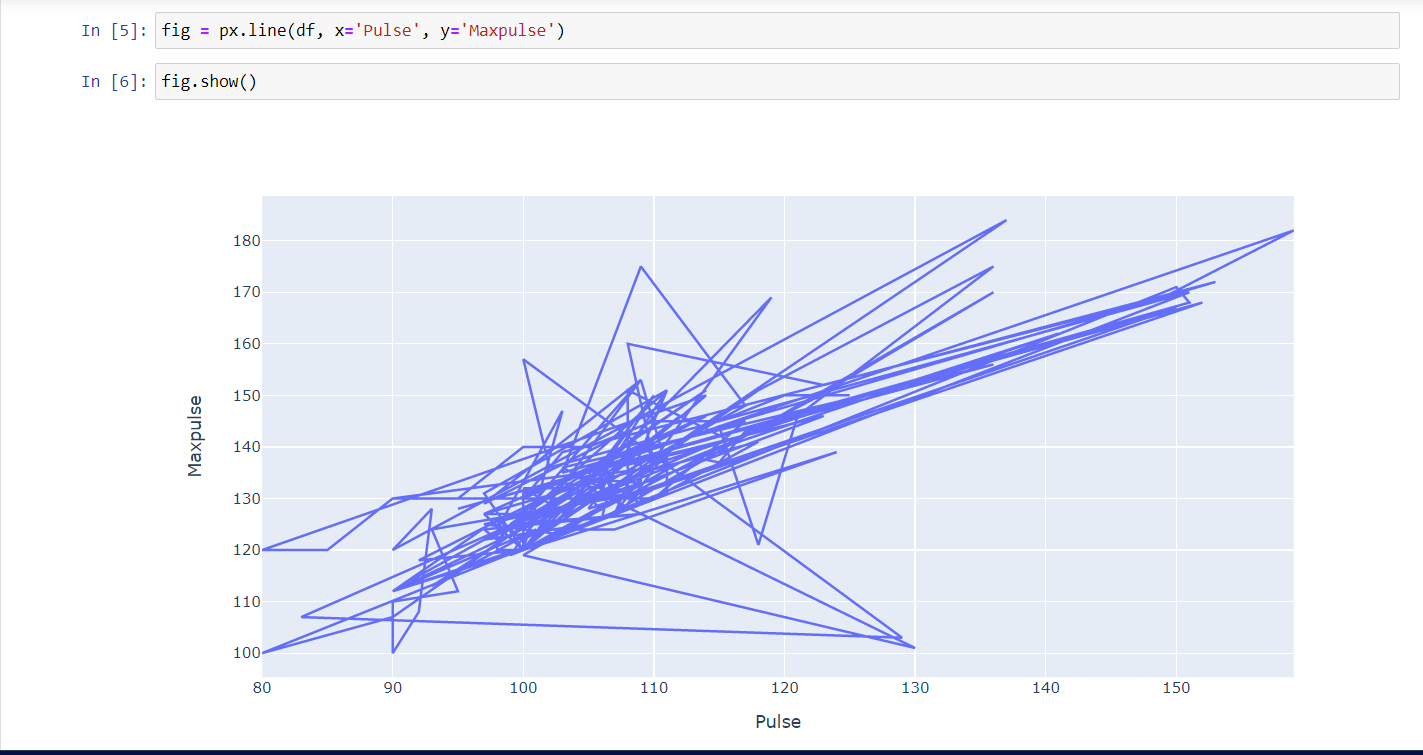 In [5]: fig = px.line(df, x='Pulse', y='Maxpulse')
In [6]: fig.show()
180
170
160
150
140
130
120
110
100
Maxpulse
80 90 100 110 120 130 140 150
Pulse